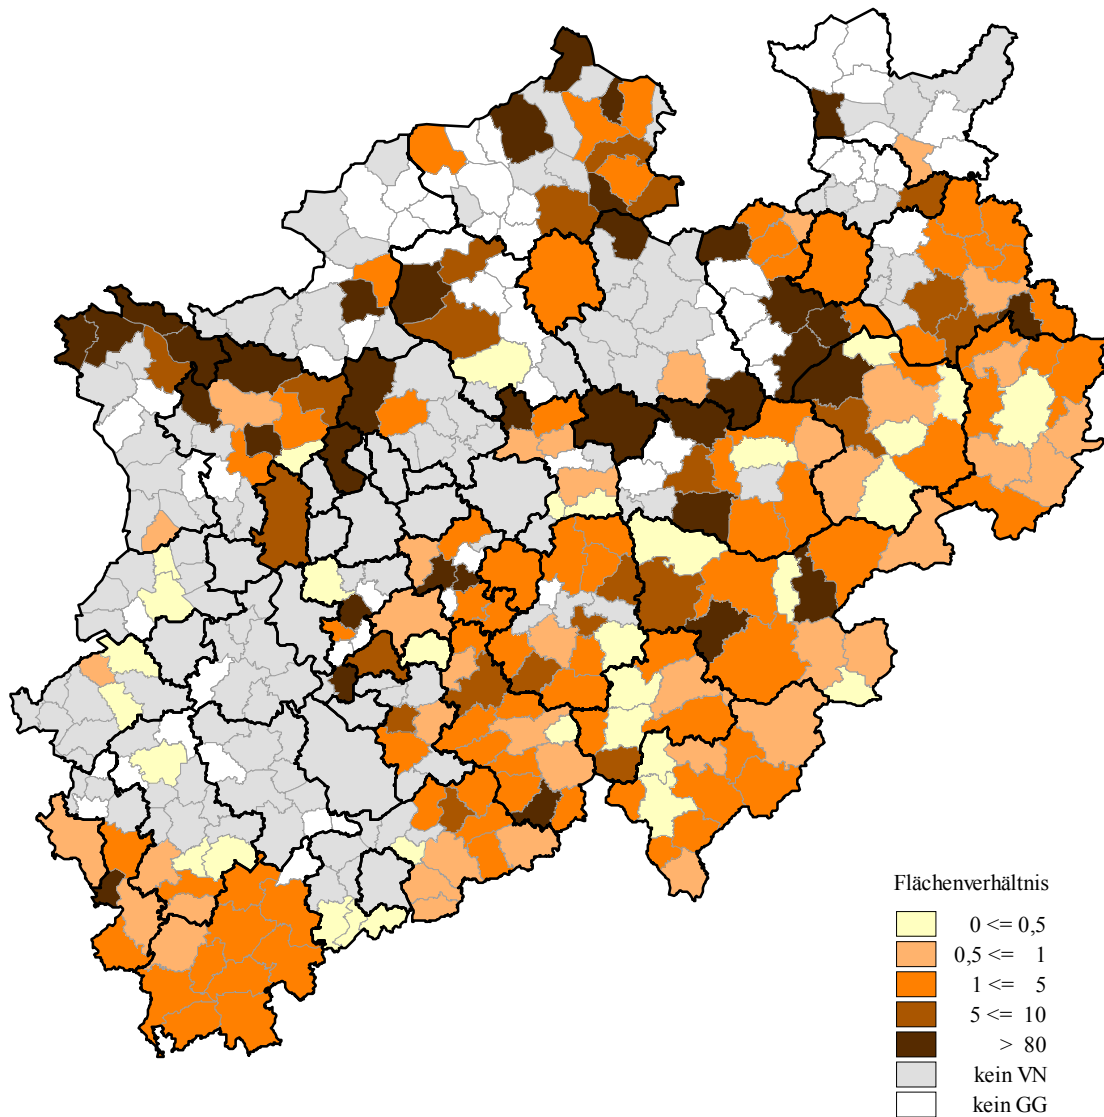 Flächenverhältnis
0 <= 0,5
0,5 <= 1
1 <= 5
5 <= 10
> 80
kein VN
kein GG